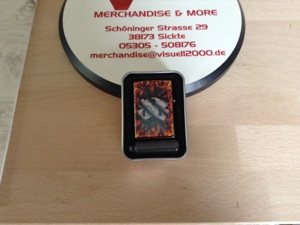 MERCHANDISE & MORE
Schöninger Strasse 29
38173 Sickte
05305 - 508176
merchandise@visuell2000.de